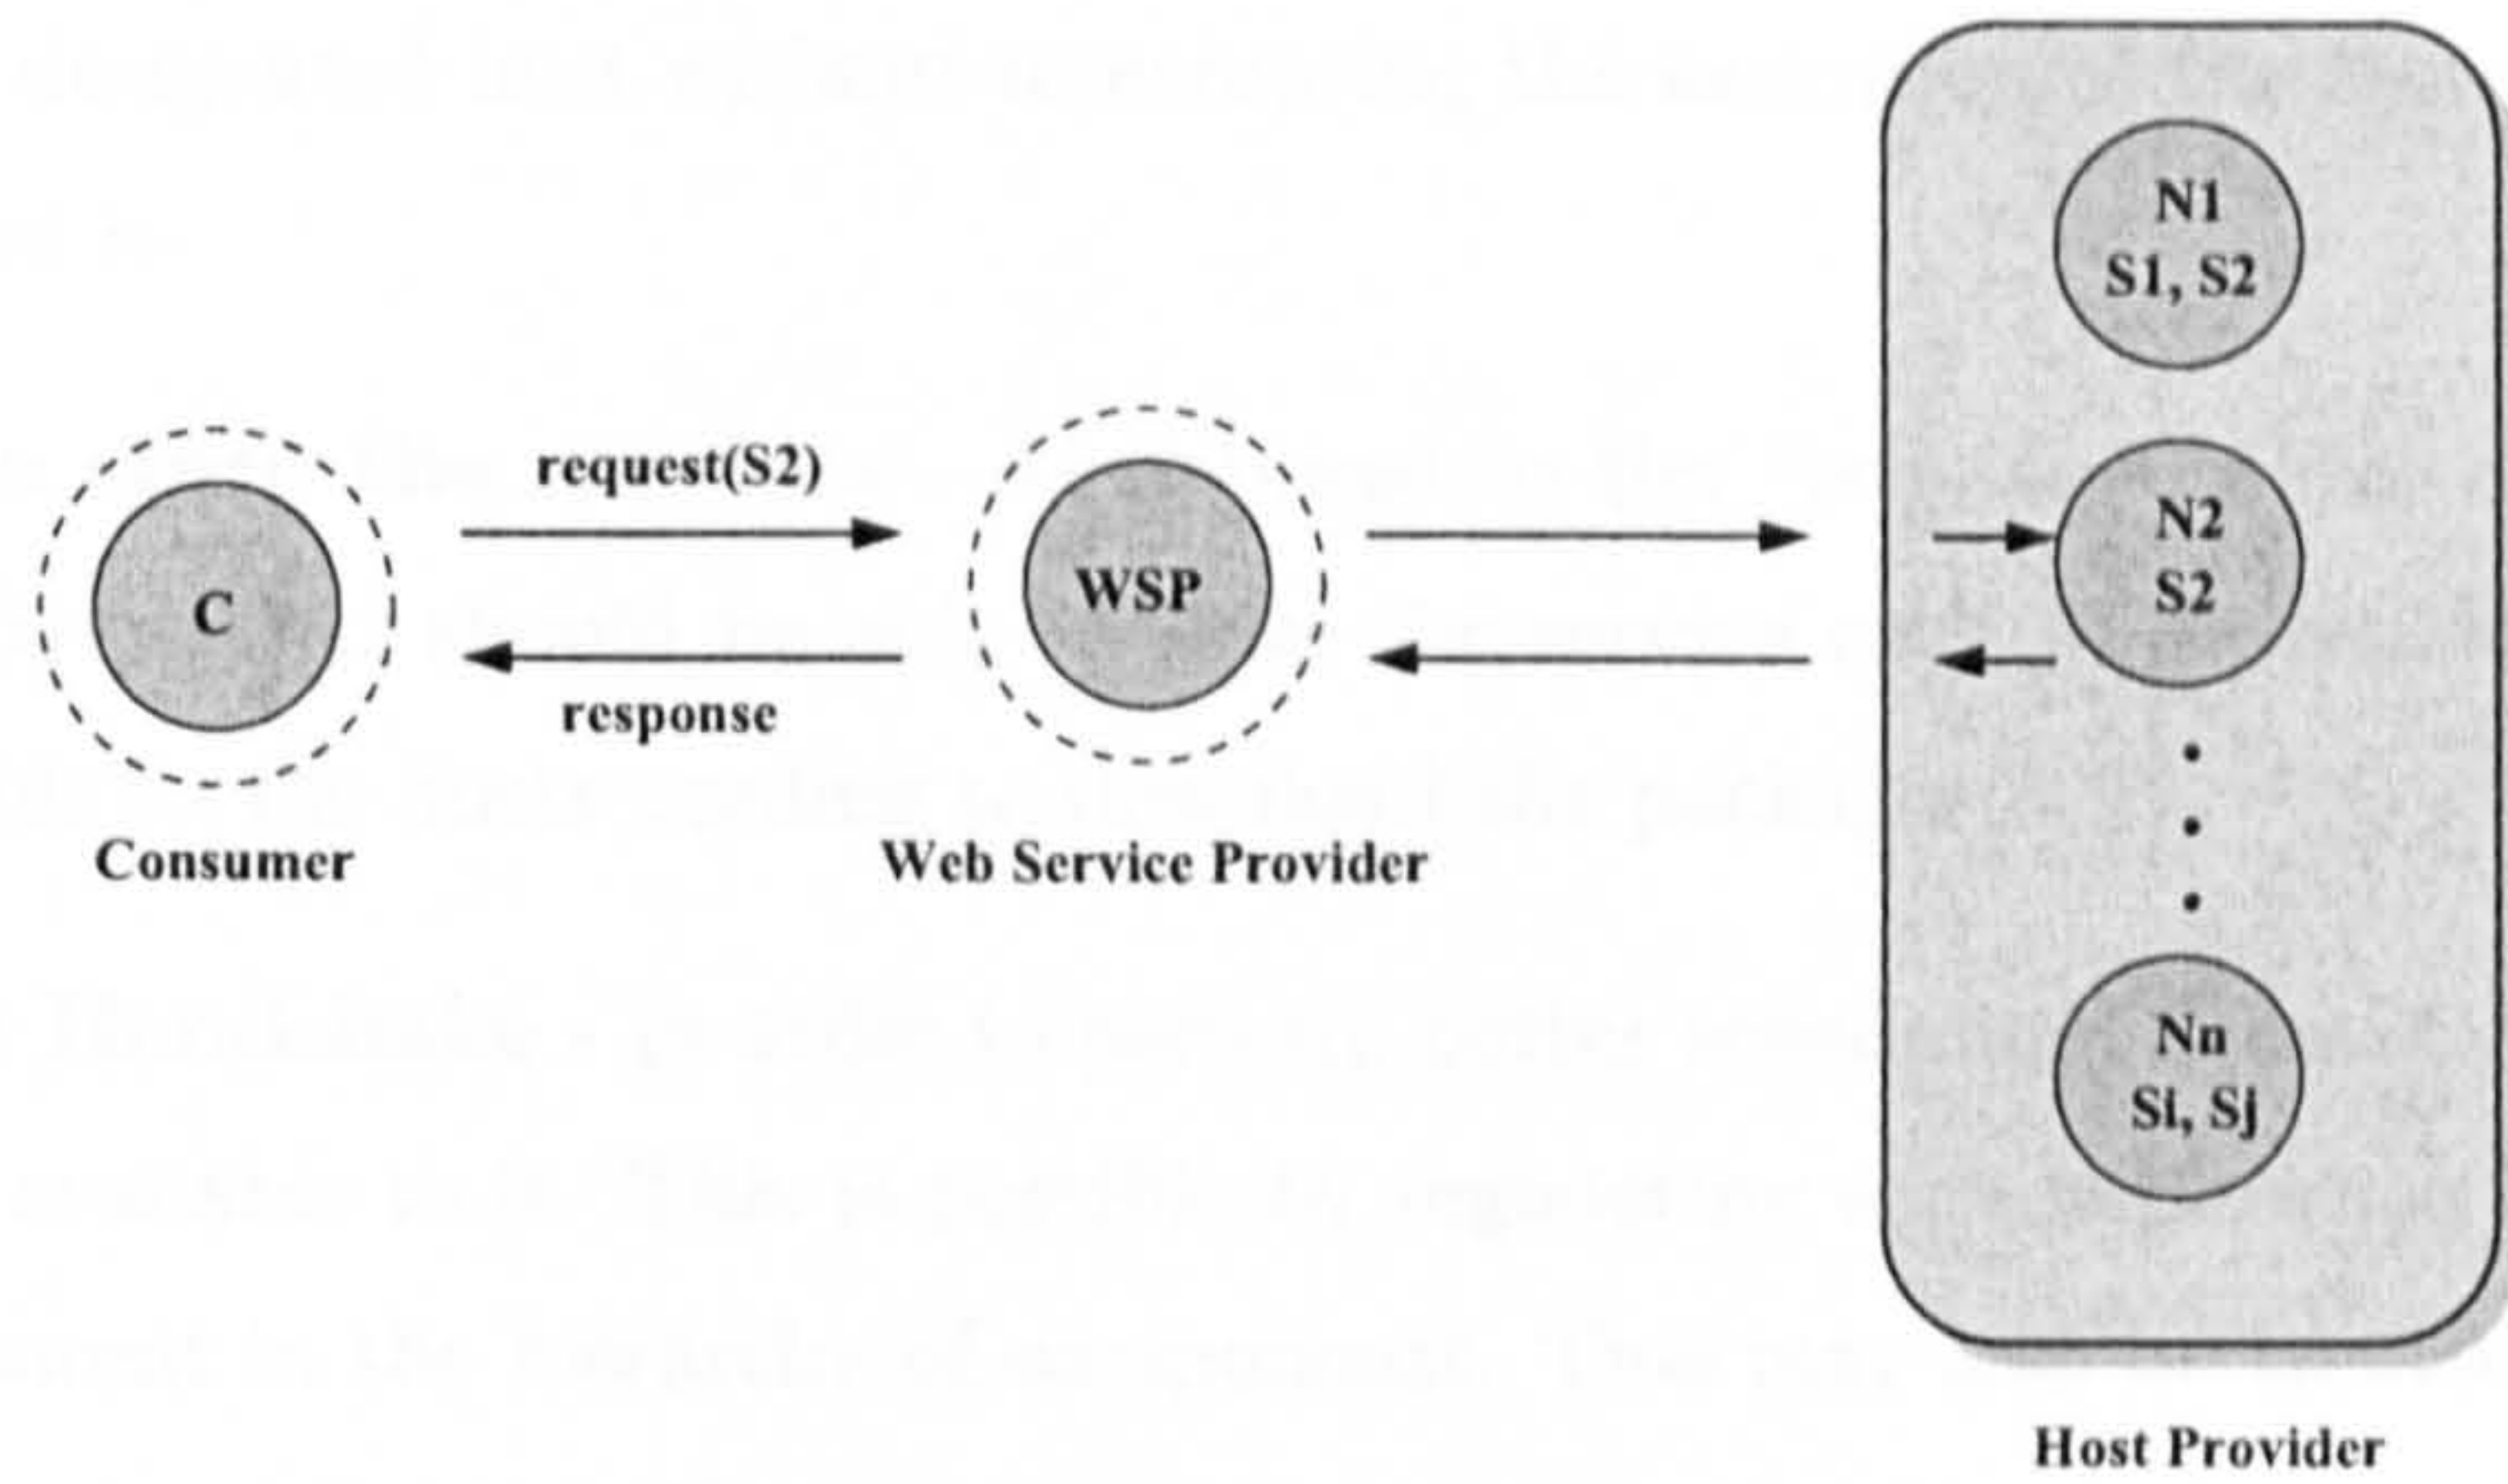 N1
S1, S2
request(S2)
N2
S2
C
WSP
response
Consumer
Web Service Provider
Nn
Si, Sj
Host Provider